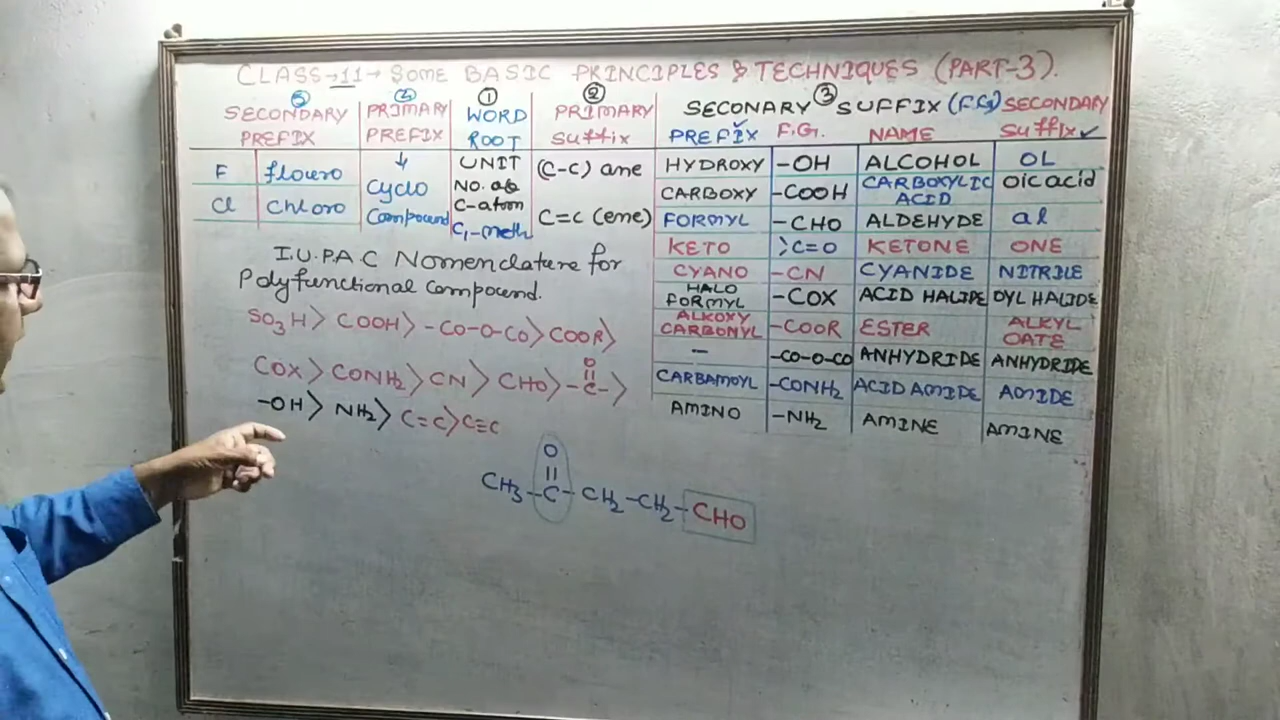 CLASS→11→ SOME BASIC PRINCIPLES & TECHNIQUES (PART-3).
⑤ ④ ① ② ③
SECONDARY PRIMARY WORD PRIMARY SECONARY SUFFIX (F.G) SECONDARY
PREFIX PREFIX ROOT Suffix PREFIX✓ F.G. NAME Suffix ✓
F flouro ↓ UNIT (C-C) ane HYDROXY -OH ALCOHOL OL
Cyclo NO. of CARBOXY -COOH CARBOXYLIC ACID OIC acid
Cl Chloro Compound C-atom C=C (ene) FORMYL -CHO ALDEHYDE al
C₁-meth
KETO >C=O KETONE ONE
CYANO -CN CYANIDE NITRILE
HALO FORMYL -COX ACID HALIDE OYL HALIDE
ALKOXY CARBONYL -COOR ESTER ALKYL OATE
- -CO-O-CO ANHYDRIDE ANHYDRIDE
CARBAMOYL -CONH₂ ACID AMIDE AMIDE
AMINO -NH₂ AMINE AMINE
I.U.P.A.C Nomenclature for
Polyfunctional Compound.
SO₃H > COOH > -CO-O-CO > COOR >
O
||
COX > CONH₂ > CN > CHO > -C- >
-OH > NH₂ > C=C > C≡C
O
||
CH₃-C-CH₂-CH₂-CHO